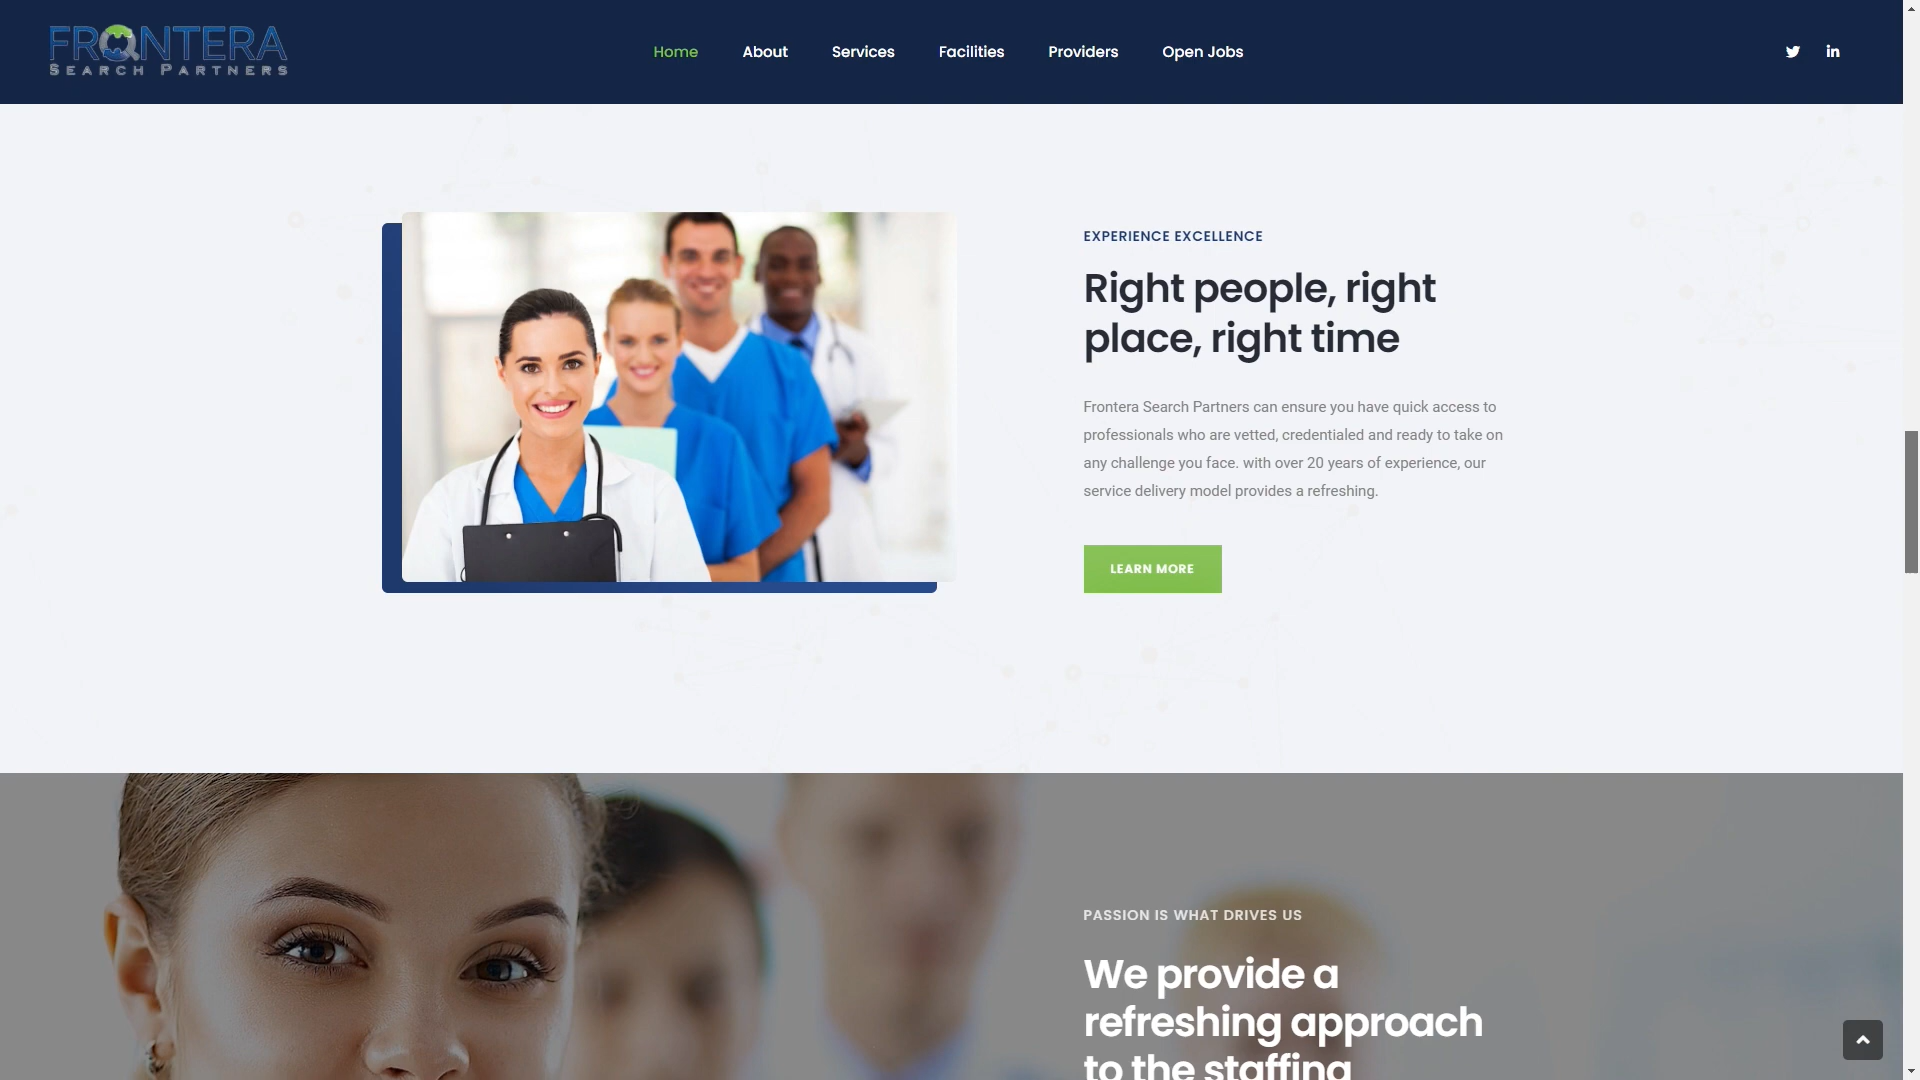 FRONTERA
SEARCH PARTNERS
Home
About
Services
Facilities
Providers
Open Jobs
EXPERIENCE EXCELLENCE
Right people, right
place, right time
Frontera Search Partners can ensure you have quick access to
professionals who are vetted, credentialed and ready to take on
any challenge you face. with over 20 years of experience, our
service delivery model provides a refreshing.
LEARN MORE
PASSION IS WHAT DRIVES US
We provide a
refreshing approach
to the staffing